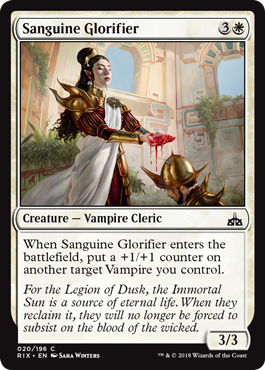 Sanguine Glorifier 3
Creature — Vampire Cleric
When Sanguine Glorifier enters the
battlefield, put a +1/+1 counter on
another target Vampire you control.
For the Legion of Dusk, the Immortal
Sun is a source of eternal life. When they
reclaim it, they will no longer be forced to
subsist on the blood of the wicked.
3/3
020/196 C
RIX • EN SARA WINTERS
™ & © 2018 Wizards of the Coast